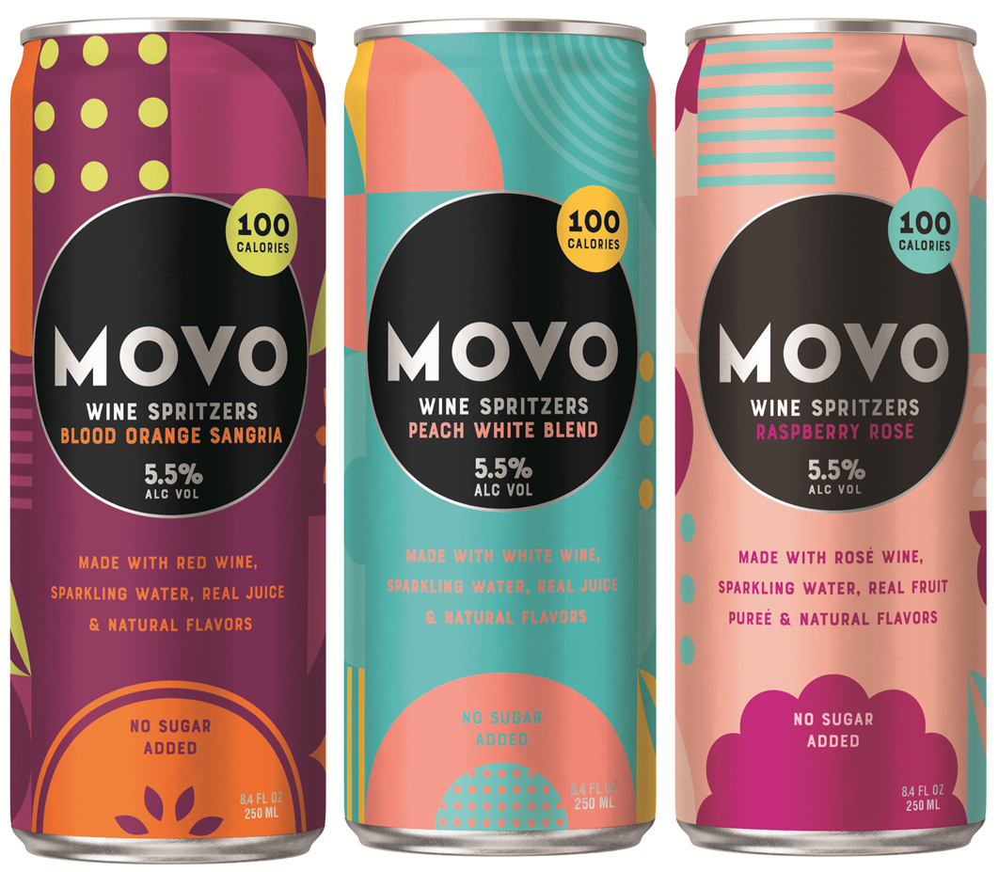 100
CALORIES
MOVO
WINE SPRITZERS
BLOOD ORANGE SANGRIA
5.5%
ALC VOL
MADE WITH RED WINE,
SPARKLING WATER, REAL JUICE
& NATURAL FLAVORS
NO SUGAR
ADDED
8.4 FL OZ
250 ML
100
CALORIES
MOVO
WINE SPRITZERS
PEACH WHITE BLEND
5.5%
ALC VOL
MADE WITH WHITE WINE,
SPARKLING WATER, REAL JUICE
& NATURAL FLAVORS
NO SUGAR
ADDED
8.4 FL OZ
250 ML
100
CALORIES
MOVO
WINE SPRITZERS
RASPBERRY ROSÉ
5.5%
ALC VOL
MADE WITH ROSÉ WINE,
SPARKLING WATER, REAL FRUIT
PUREÉ & NATURAL FLAVORS
NO SUGAR
ADDED
8.4 FL OZ
250 ML